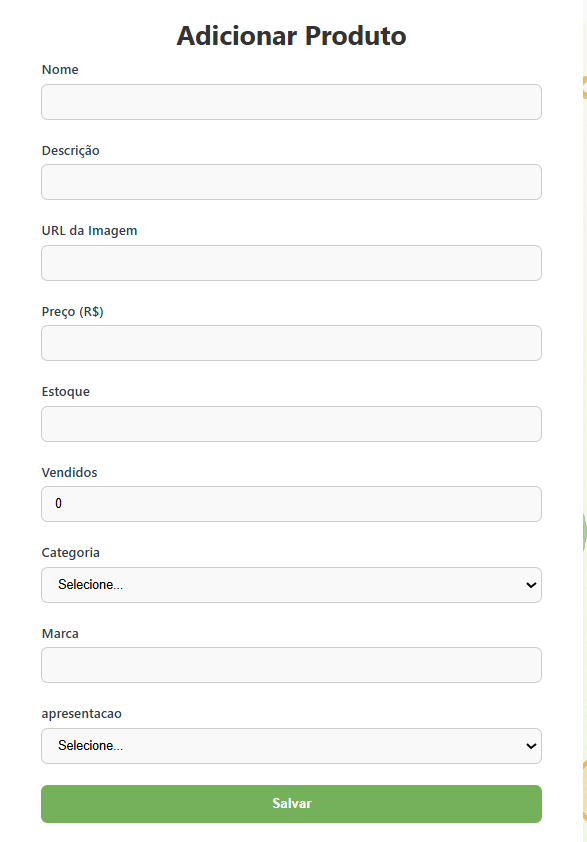 Adicionar Produto
Nome
Descrição
URL da Imagem
Preço (R$)
Estoque
Vendidos
0
Categoria
Selecione...
Marca
apresentacao
Selecione...
Salvar